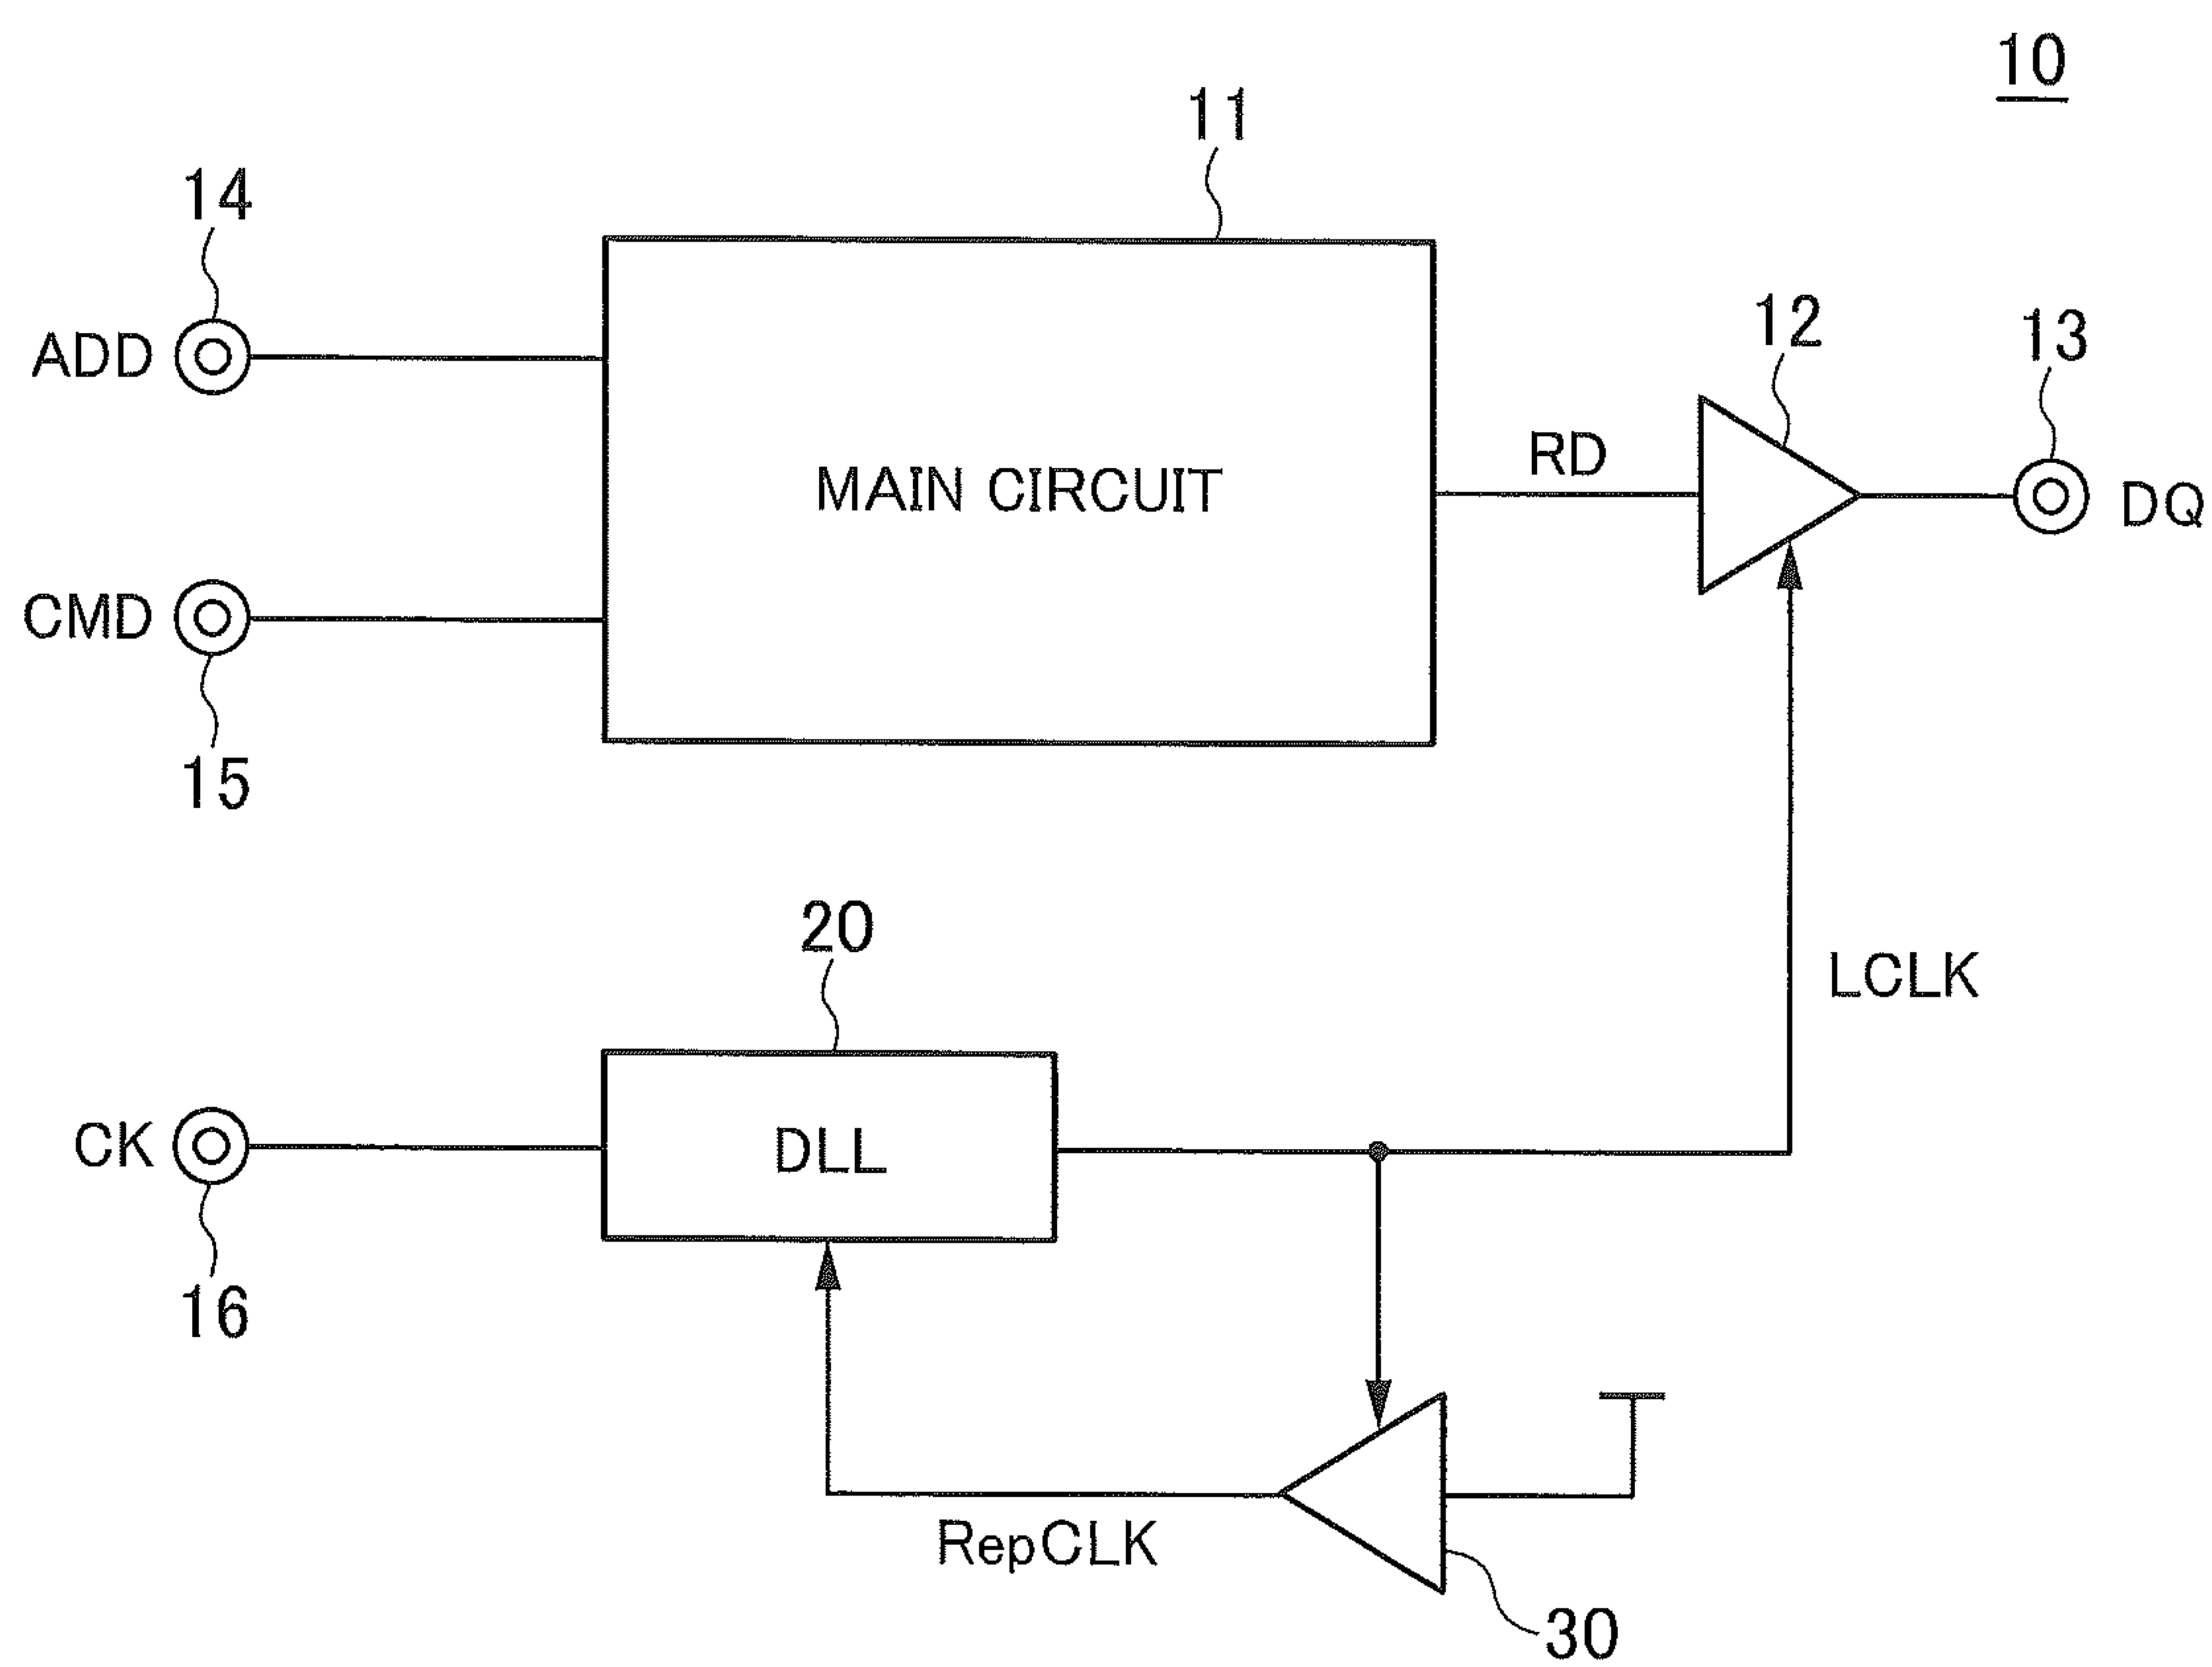 10
11
14
ADD
12
13
RD
MAIN CIRCUIT
DQ
CMD
15
20
LCLK
CK
DLL
16
RepCLK
30